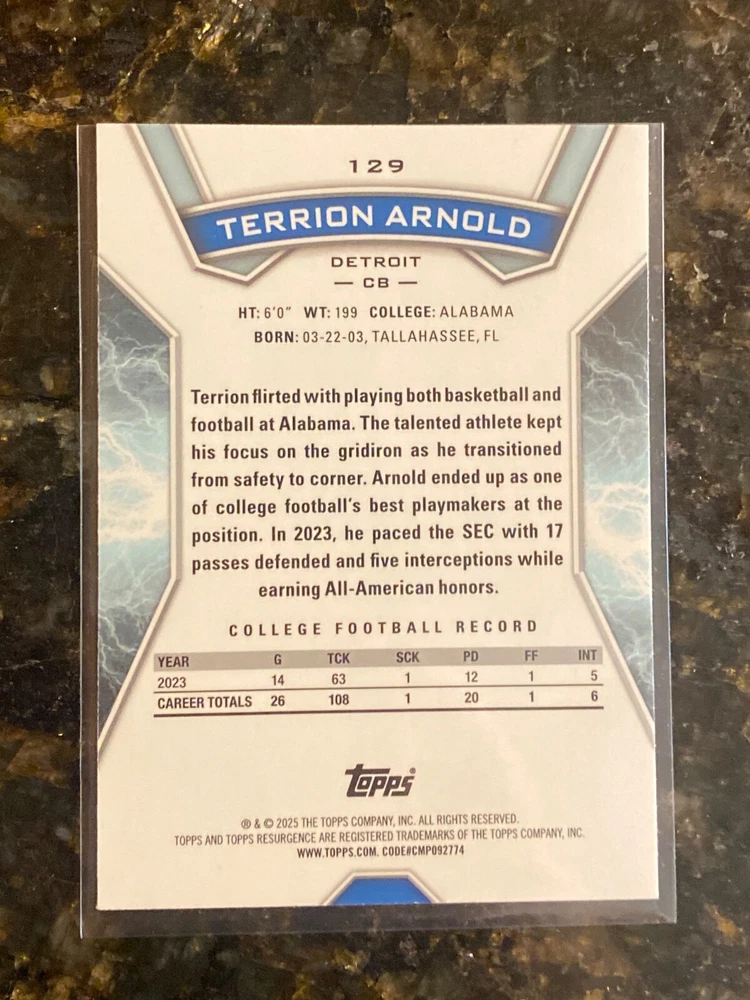 129
TERRION ARNOLD
DETROIT
— CB —
HT: 6'0" WT: 199 COLLEGE: ALABAMA
BORN: 03-22-03, TALLAHASSEE, FL
Terrion flirted with playing both basketball and
football at Alabama. The talented athlete kept
his focus on the gridiron as he transitioned
from safety to corner. Arnold ended up as one
of college football's best playmakers at the
position. In 2023, he paced the SEC with 17
passes defended and five interceptions while
earning All-American honors.
COLLEGE FOOTBALL RECORD
YEAR G TCK SCK PD FF INT
2023 14 63 1 12 1 5
CAREER TOTALS 26 108 1 20 1 6
topps®
® & © 2025 THE TOPPS COMPANY, INC. ALL RIGHTS RESERVED.
TOPPS AND TOPPS RESURGENCE ARE REGISTERED TRADEMARKS OF THE TOPPS COMPANY, INC.
WWW.TOPPS.COM. CODE#CMP092774